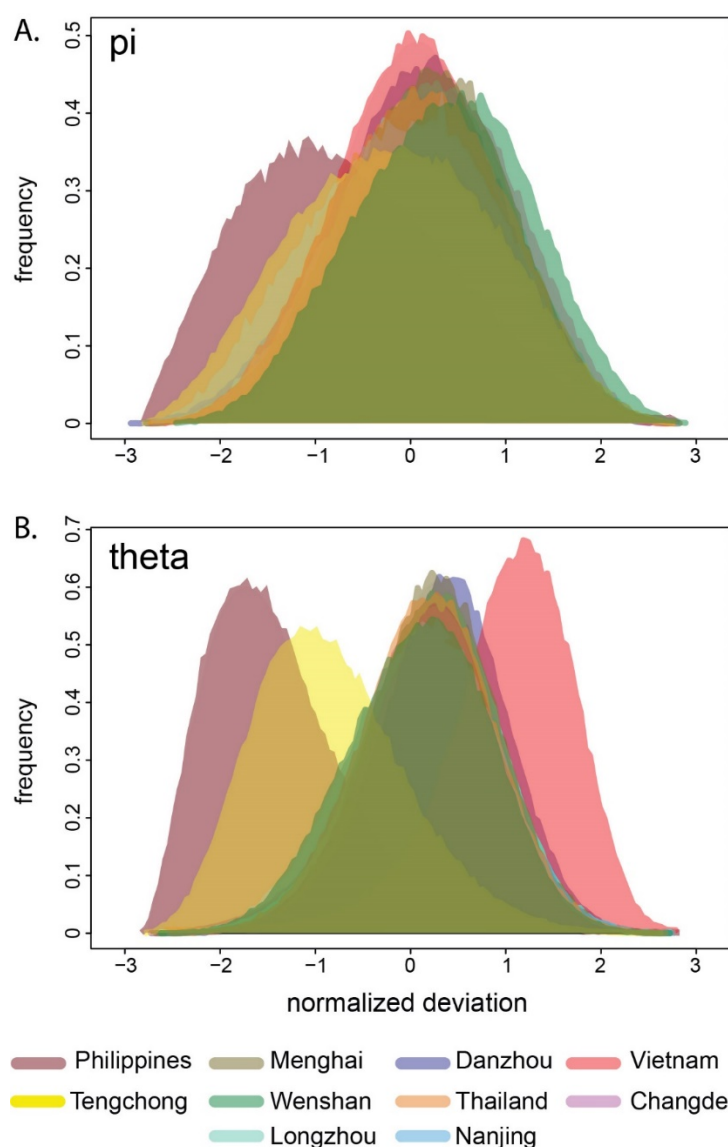 A.
pi
0.5
0.4
0.3
0.2
0.1
0
frequency
−3 −2 −1 0 1 2 3
B.
theta
0.7
0.6
0.5
0.4
0.3
0.2
0.1
0
frequency
−3 −2 −1 0 1 2 3
normalized deviation
Philippines Menghai Danzhou Vietnam
Tengchong Wenshan Thailand Changde
Longzhou Nanjing